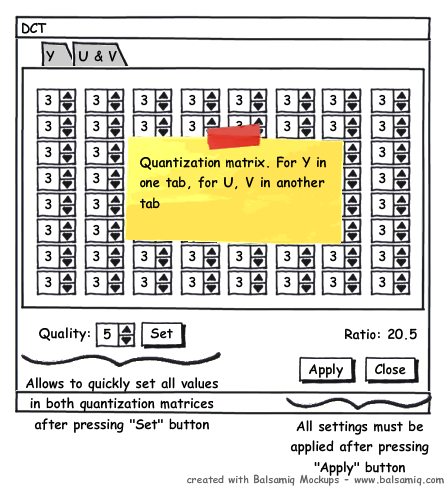 DCT
Y U & V
3 3 3 3 3 3 3 3
3 3 3 3 3 3 3 3
3 3 3
3 3 3
3 3 3
3 3 3
3 3 3 3 3 3 3 3
3 3 3 3 3 3 3 3
Quantization matrix. For Y in
one tab, for U, V in another
tab
Quality: 5 Set
Ratio: 20.5
Apply Close
Allows to quickly set all values
in both quantization matrices
after pressing "Set" button
All settings must be
applied after pressing
"Apply" button
created with Balsamiq Mockups - www.balsamiq.com